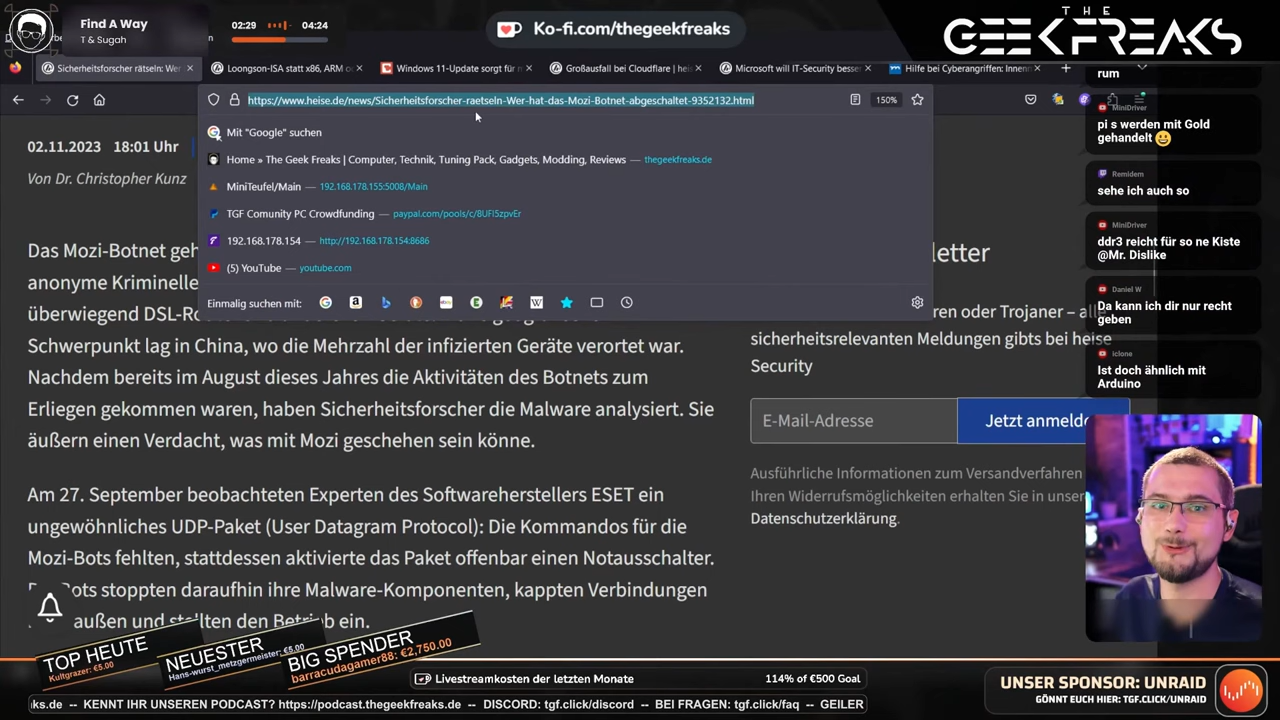 Find A Way
T & Sugah
02:29
04:24
Ko-fi.com/thegeekfreaks
THE
GEEKFREAKS
Sicherheitsforscher rätseln: Wer
Loongson-ISA statt x86, ARM o
Windows 11-Update sorgt für n
Großausfall bei Cloudflare | heis
Microsoft will IT-Security besser
Hilfe bei Cyberangriffen: Innen
https://www.heise.de/news/Sicherheitsforscher-raetseln-Wer-hat-das-Mozi-Botnet-abgeschaltet-9352132.html
150%
Mit "Google" suchen
Home » The Geek Freaks | Computer, Technik, Tuning Pack, Gadgets, Modding, Reviews — thegeekfreaks.de
MiniTeufel/Main — 192.168.178.155:5008/Main
TGF Comunity PC Crowdfunding — paypal.com/pools/c/8UFI5zpvEr
192.168.178.154 — http://192.168.178.154:8686
(5) YouTube — youtube.com
Einmalig suchen mit:
02.11.2023 18:01 Uhr
Von Dr. Christopher Kunz
Das Mozi-Botnet geh
anonyme Kriminelle
überwiegend DSL-Ro
Schwerpunkt lag in China, wo die Mehrzahl der infizierten Geräte verortet war.
Nachdem bereits im August dieses Jahres die Aktivitäten des Botnets zum
Erliegen gekommen waren, haben Sicherheitsforscher die Malware analysiert. Sie
äußern einen Verdacht, was mit Mozi geschehen sein könne.
Am 27. September beobachteten Experten des Softwareherstellers ESET ein
ungewöhnliches UDP-Paket (User Datagram Protocol): Die Kommandos für die
Mozi-Bots fehlten, stattdessen aktivierte das Paket offenbar einen Notausschalter.
Bots stoppten daraufhin ihre Malware-Komponenten, kappten Verbindungen
außen und stellten den Betrieb ein.
letter
ren oder Trojaner – alle
sicherheitsrelevanten Meldungen gibts bei heise
Security
E-Mail-Adresse
Jetzt anmelde
Ausführliche Informationen zum Versandverfahren
Ihren Widerrufsmöglichkeiten erhalten Sie in unser
Datenschutzerklärung.
rum
MiniDriver
pi s werden mit Gold
gehandelt 😀
Remidem
sehe ich auch so
MiniDriver
ddr3 reicht für so ne Kiste
@Mr. Dislike
Daniel W
Da kann ich dir nur recht
geben
iclone
Ist doch ähnlich mit
Arduino
TOP HEUTE
Kultgrazer: €5.00
NEUESTER
Hans-wurst_metzgermeister: €5.00
BIG SPENDER
barracudagamer88: €2,750.00
Livestreamkosten der letzten Monate
114% of €500 Goal
UNSER SPONSOR: UNRAID
GÖNNT EUCH HIER: TGF.CLICK/UNRAID
ks.de -- KENNT IHR UNSEREN PODCAST? https://podcast.thegeekfreaks.de -- DISCORD: tgf.click/discord -- BEI FRAGEN: tgf.click/faq -- GEILER